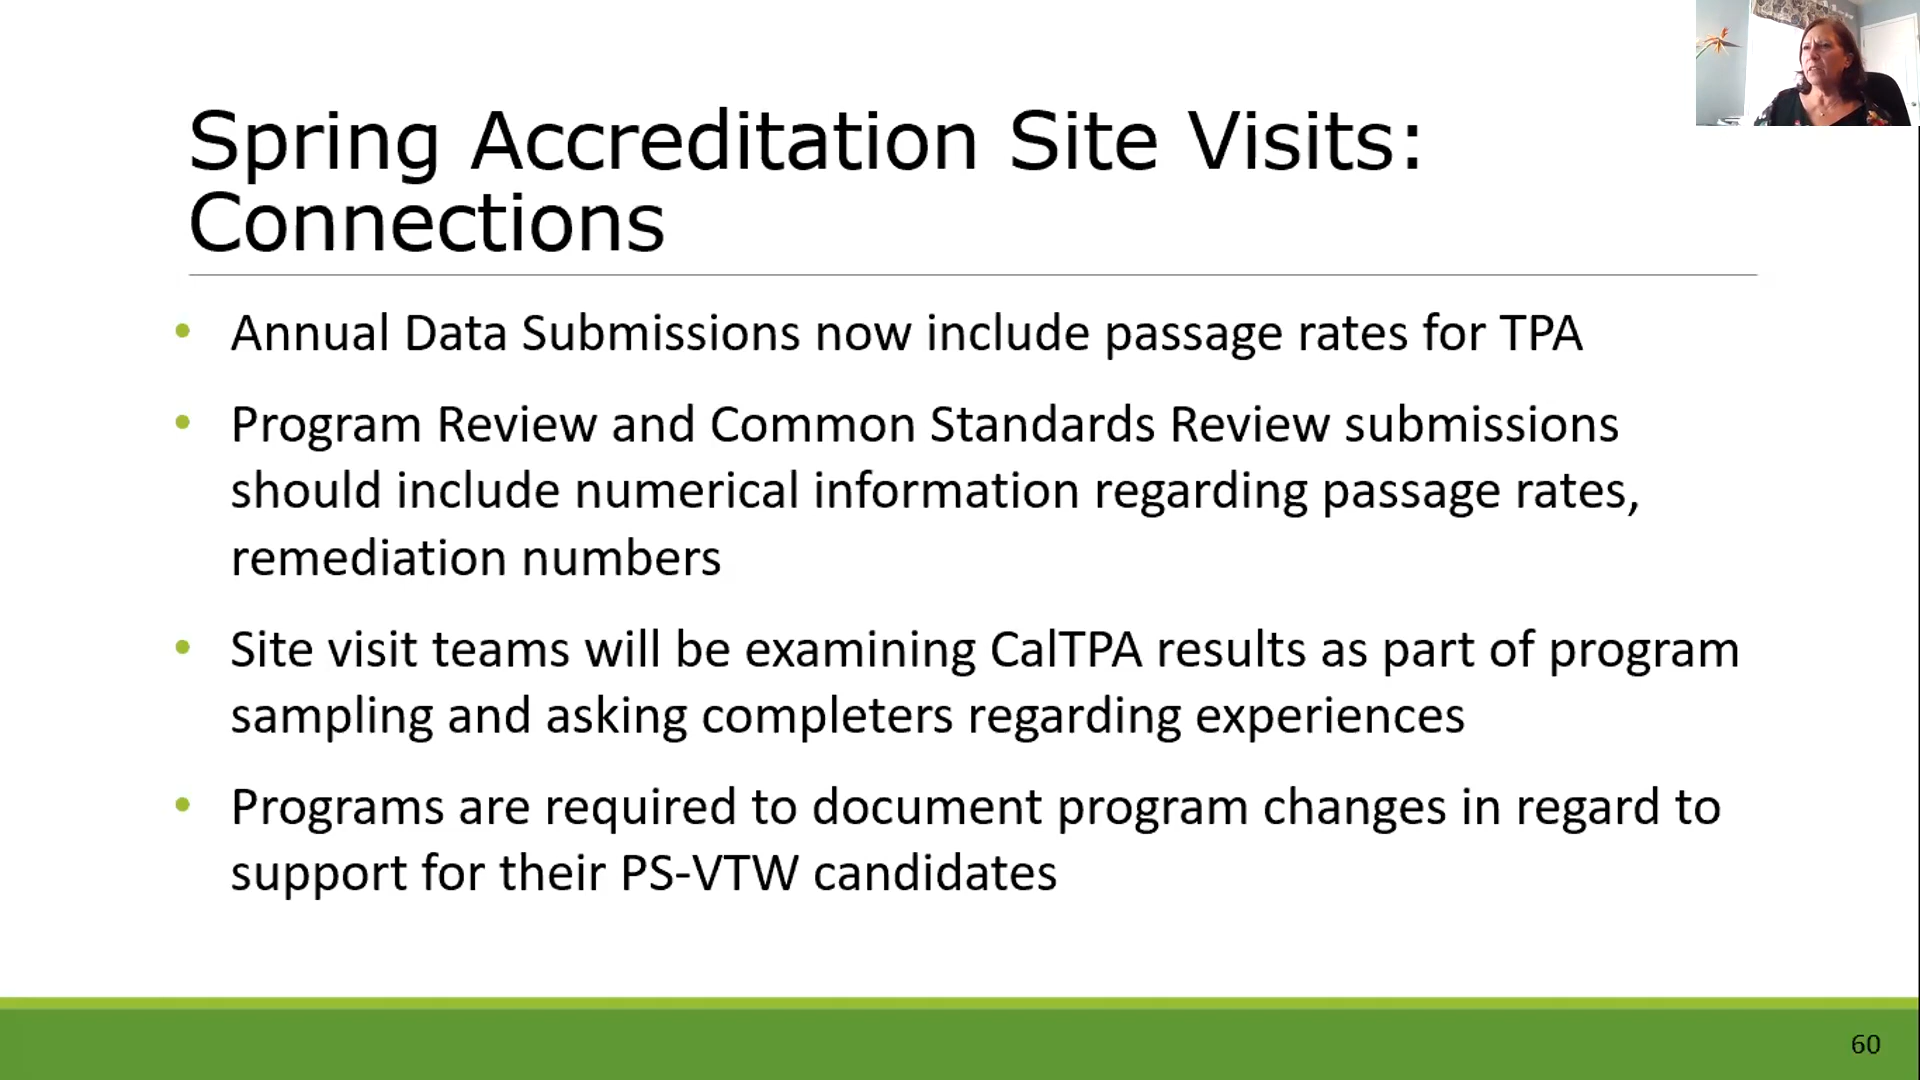 Spring Accreditation Site Visits:
Connections
• Annual Data Submissions now include passage rates for TPA
• Program Review and Common Standards Review submissions
should include numerical information regarding passage rates,
remediation numbers
• Site visit teams will be examining CalTPA results as part of program
sampling and asking completers regarding experiences
• Programs are required to document program changes in regard to
support for their PS-VTW candidates
60